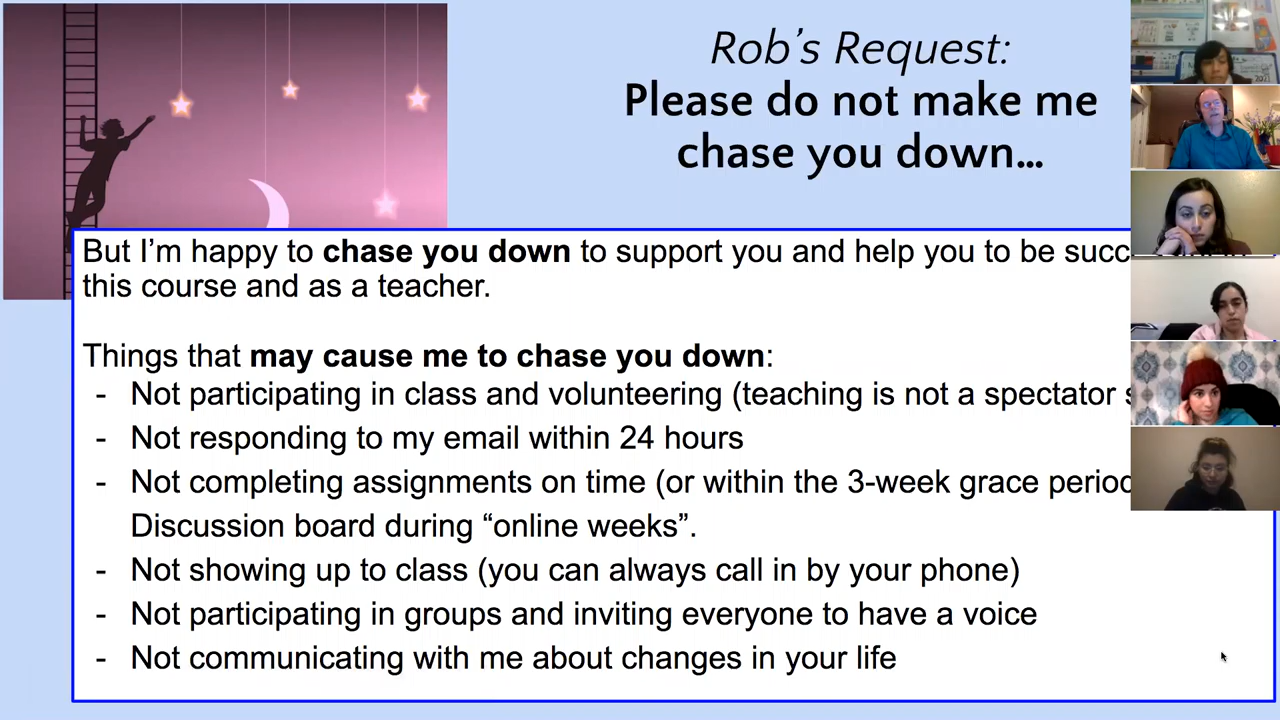 Rob’s Request:
Please do not make me
chase you down…
But I’m happy to chase you down to support you and help you to be
this course and as a teacher.
Things that may cause me to chase you down:
- Not participating in class and volunteering (teaching is not a spectator
- Not responding to my email within 24 hours
- Not completing assignments on time (or within the 3-week grace period
Discussion board during “online weeks”.
- Not showing up to class (you can always call in by your phone)
- Not participating in groups and inviting everyone to have a voice
- Not communicating with me about changes in your life